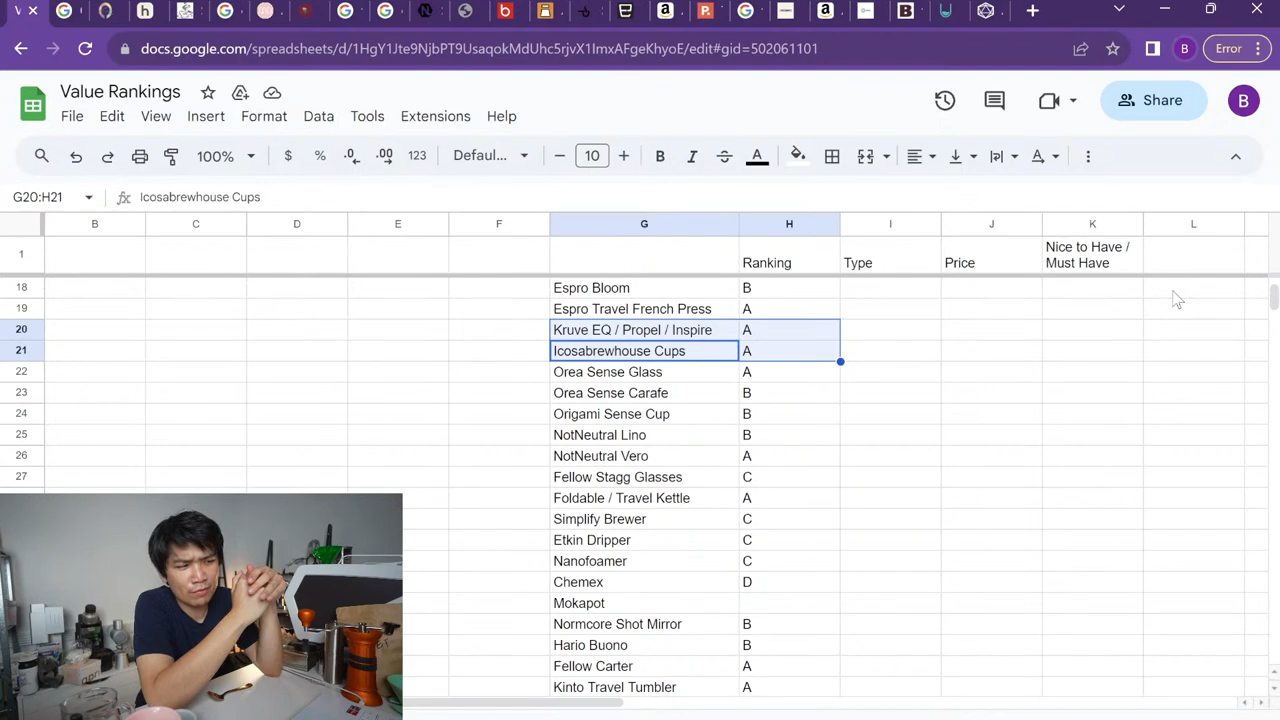 docs.google.com/spreadsheets/d/1HgY1Jte9NjbPT9UsaqokMdUhc5rjvX1ImxAFgeKhyoE/edit#gid=502061101
B
Error
Value Rankings
File Edit View Insert Format Data Tools Extensions Help
Share
B
100%
$ % .0 .00 123
Defaul...
10
B I A
G20:H21
fx Icosabrewhouse Cups
B C D E F G H I J K L
1 Ranking Type Price Nice to Have /
Must Have
18 Espro Bloom B
19 Espro Travel French Press A
20 Kruve EQ / Propel / Inspire A
21 Icosabrewhouse Cups A
22 Orea Sense Glass A
23 Orea Sense Carafe B
24 Origami Sense Cup B
25 NotNeutral Lino B
26 NotNeutral Vero A
27 Fellow Stagg Glasses C
Foldable / Travel Kettle A
Simplify Brewer C
Etkin Dripper C
Nanofoamer C
Chemex D
Mokapot
Normcore Shot Mirror B
Hario Buono B
Fellow Carter A
Kinto Travel Tumbler A